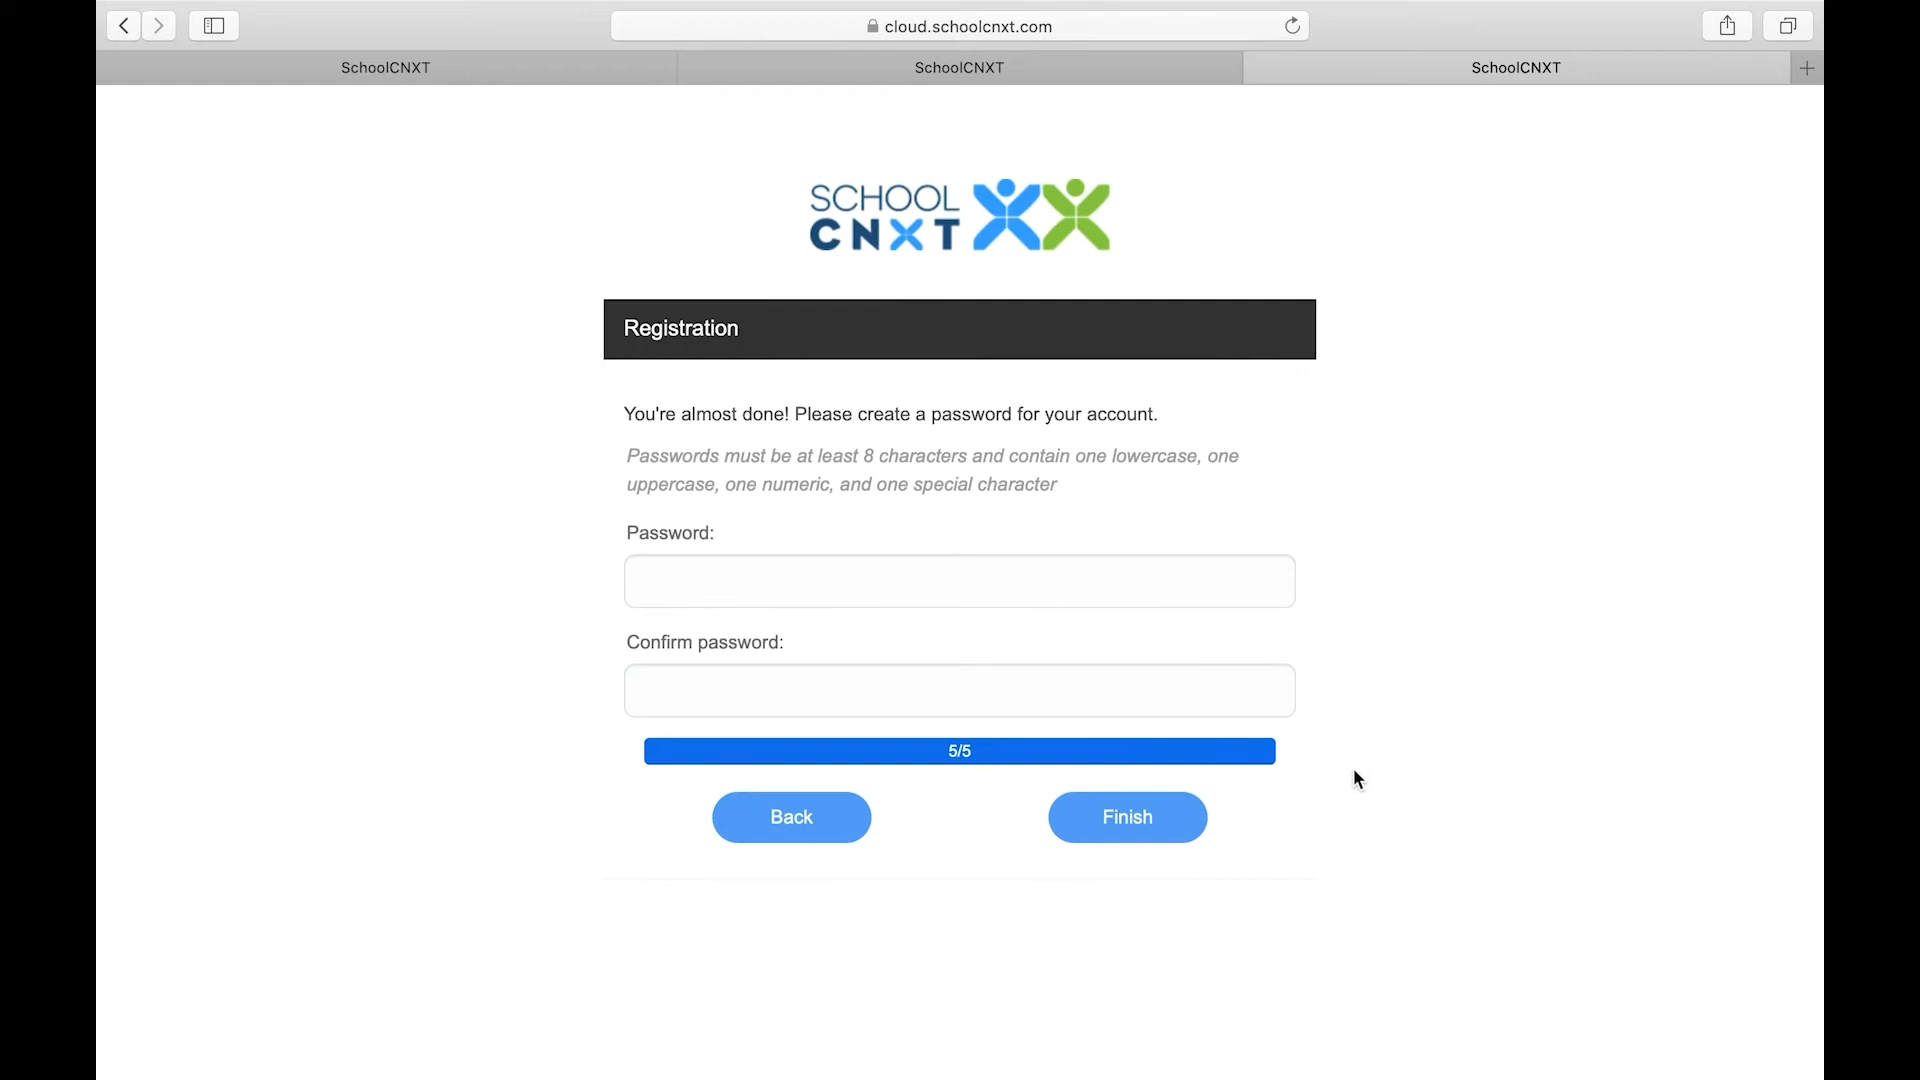 cloud.schoolcnxt.com
SchoolCNXT
SchoolCNXT
SchoolCNXT
SCHOOL
CNXT
Registration
You're almost done! Please create a password for your account.
Passwords must be at least 8 characters and contain one lowercase, one
uppercase, one numeric, and one special character
Password:
Confirm password:
5/5
Back
Finish